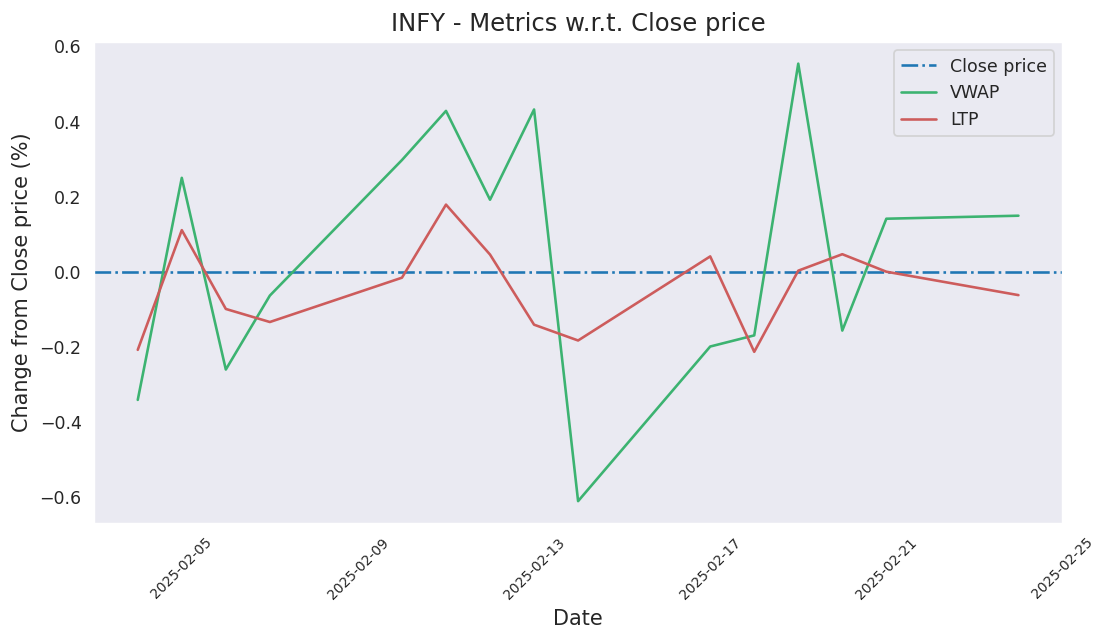 INFY - Metrics w.r.t. Close price
Close price
VWAP
LTP
Change from Close price (%)
0.6
0.4
0.2
0.0
−0.2
−0.4
−0.6
2025-02-05
2025-02-09
2025-02-13
2025-02-17
2025-02-21
2025-02-25
Date